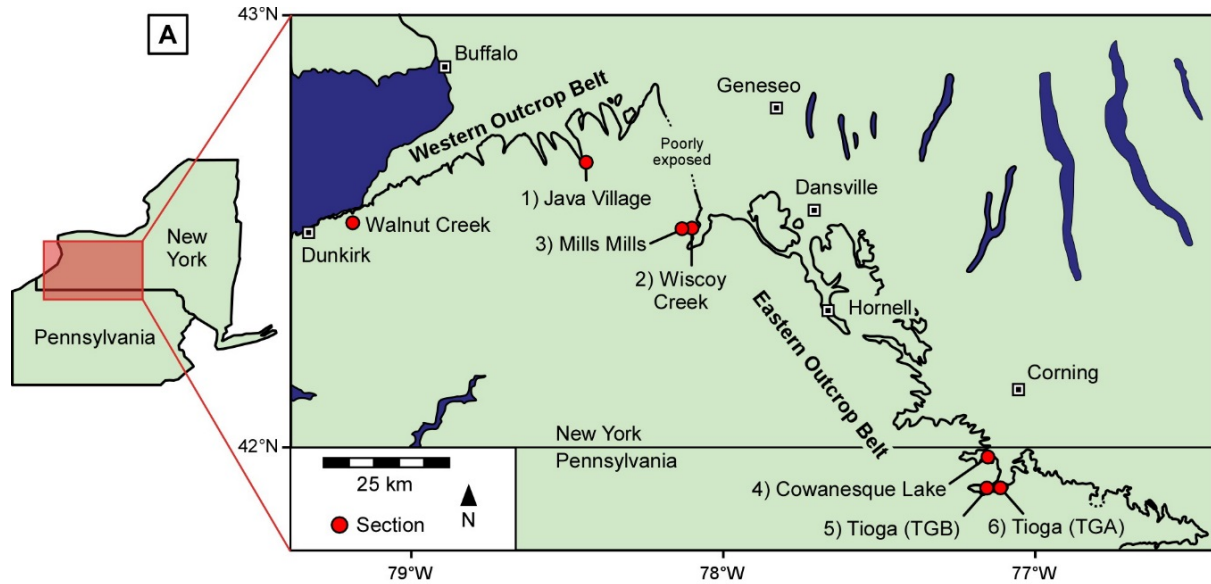 A
43°N
Buffalo
Geneseo
Western Outcrop Belt
Poorly
exposed
1) Java Village
Dansville
Walnut Creek
3) Mills Mills
Dunkirk
2) Wiscoy
Creek
New
York
Hornell
Pennsylvania
Eastern Outcrop Belt
Corning
42°N
New York
Pennsylvania
25 km
N
4) Cowanesque Lake
Section
5) Tioga (TGB)
6) Tioga (TGA)
79°W
78°W
77°W